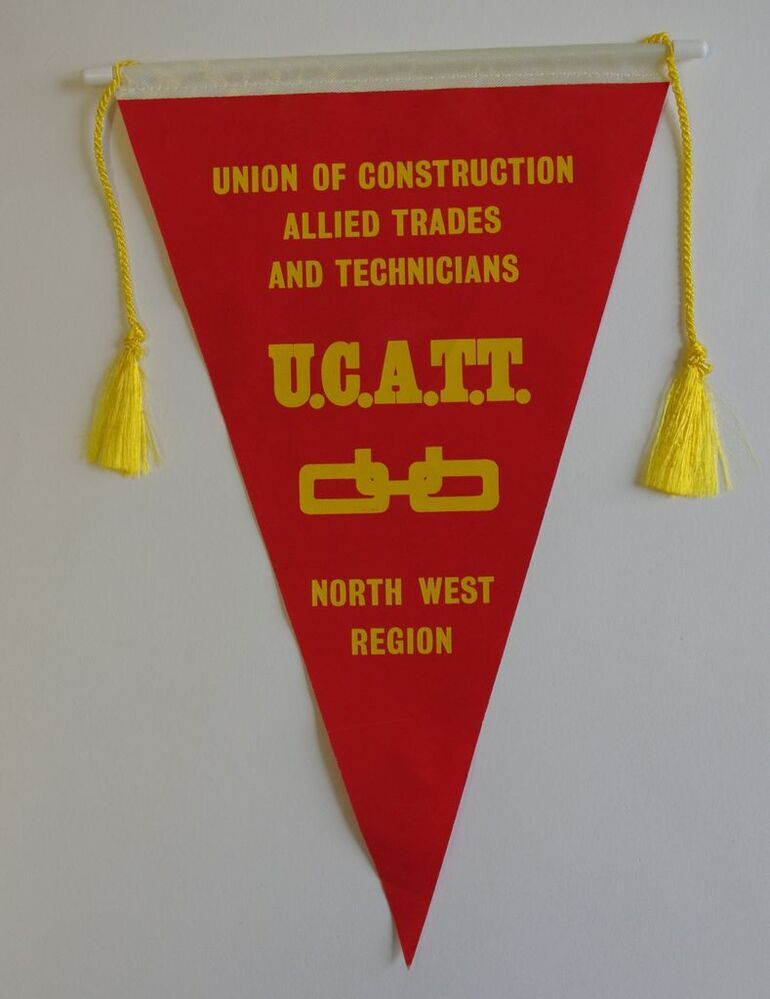 UNION OF CONSTRUCTION
ALLIED TRADES
AND TECHNICIANS
U.C.A.T.T.
NORTH WEST
REGION